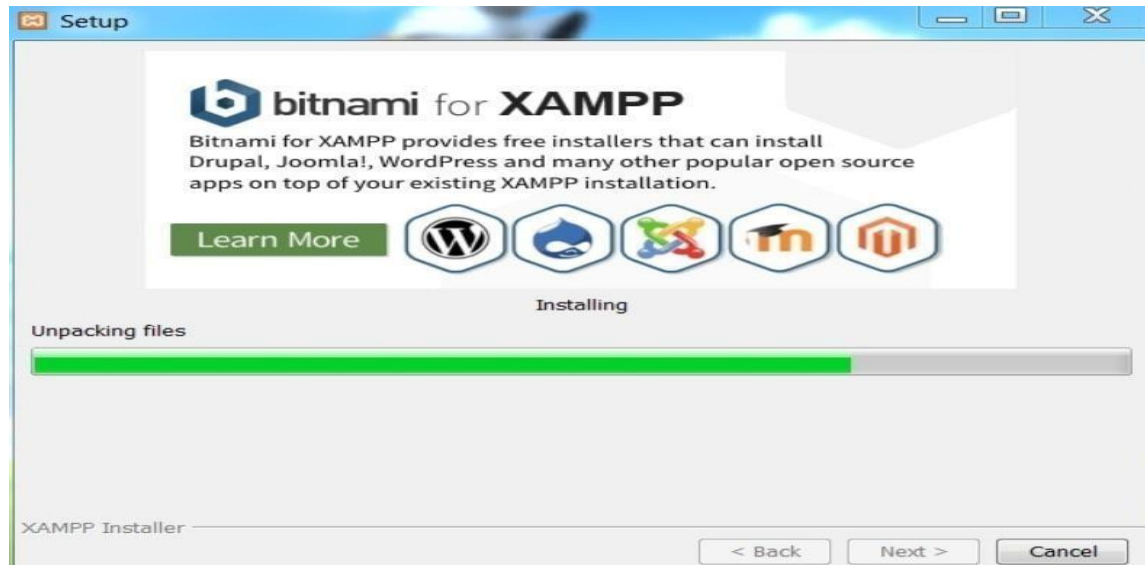 Setup
bitnami for XAMPP
Bitnami for XAMPP provides free installers that can install
Drupal, Joomla!, WordPress and many other popular open source
apps on top of your existing XAMPP installation.
Learn More
Installing
Unpacking files
XAMPP Installer
< Back Next > Cancel